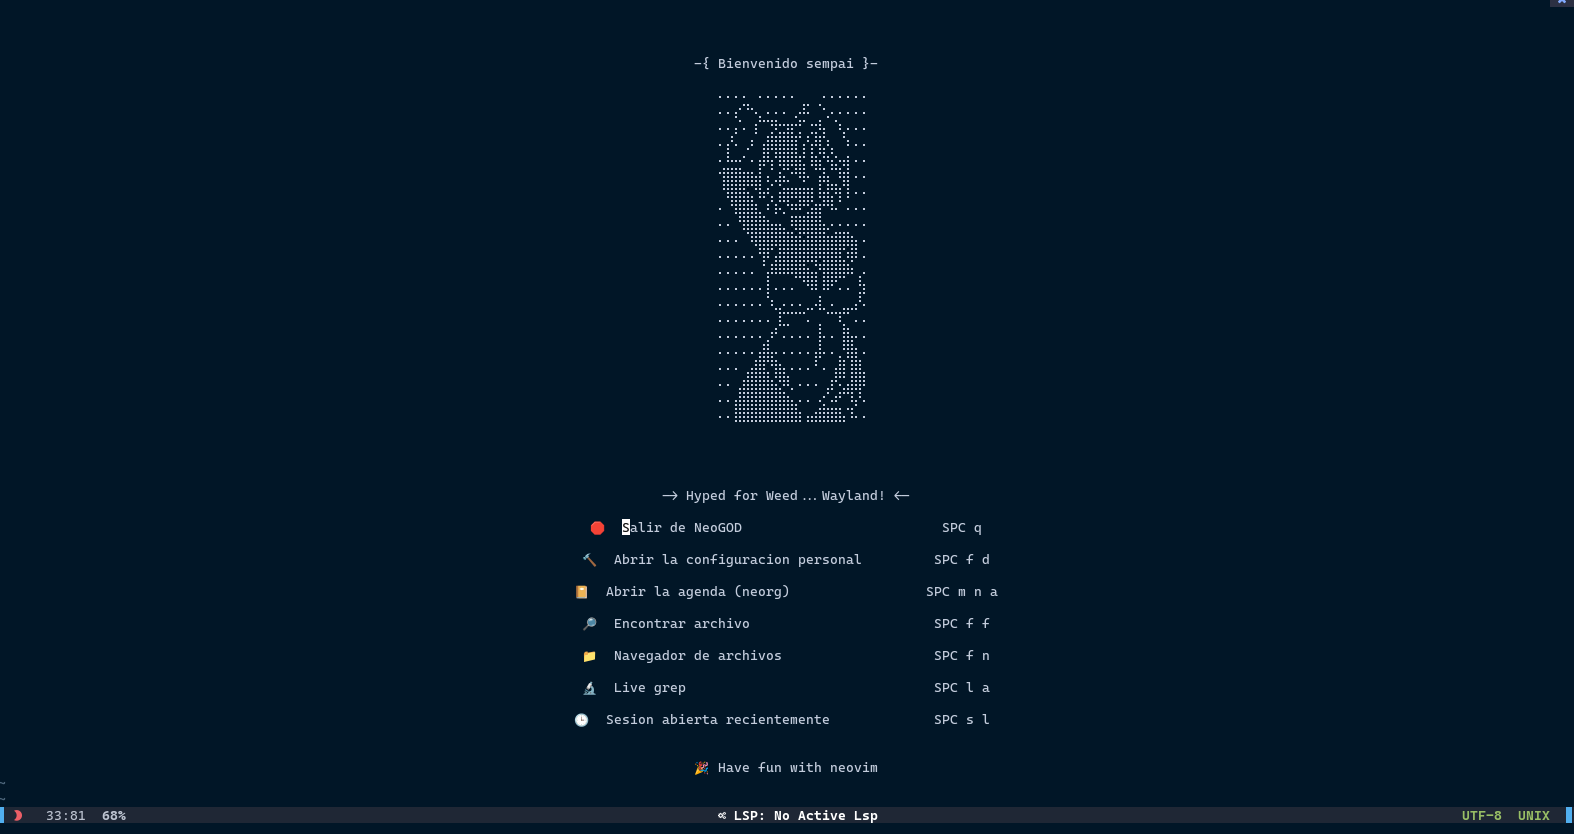 -{ Bienvenido sempai }-
--> Hyped for Weed...Wayland! <--
Salir de NeoGOD SPC q
Abrir la configuracion personal SPC f d
Abrir la agenda (neorg) SPC m n a
Encontrar archivo SPC f f
Navegador de archivos SPC f n
Live grep SPC l a
Sesion abierta recientemente SPC s l
🎉 Have fun with neovim
~
~
33:81 68% LSP: No Active Lsp UTF-8 UNIX